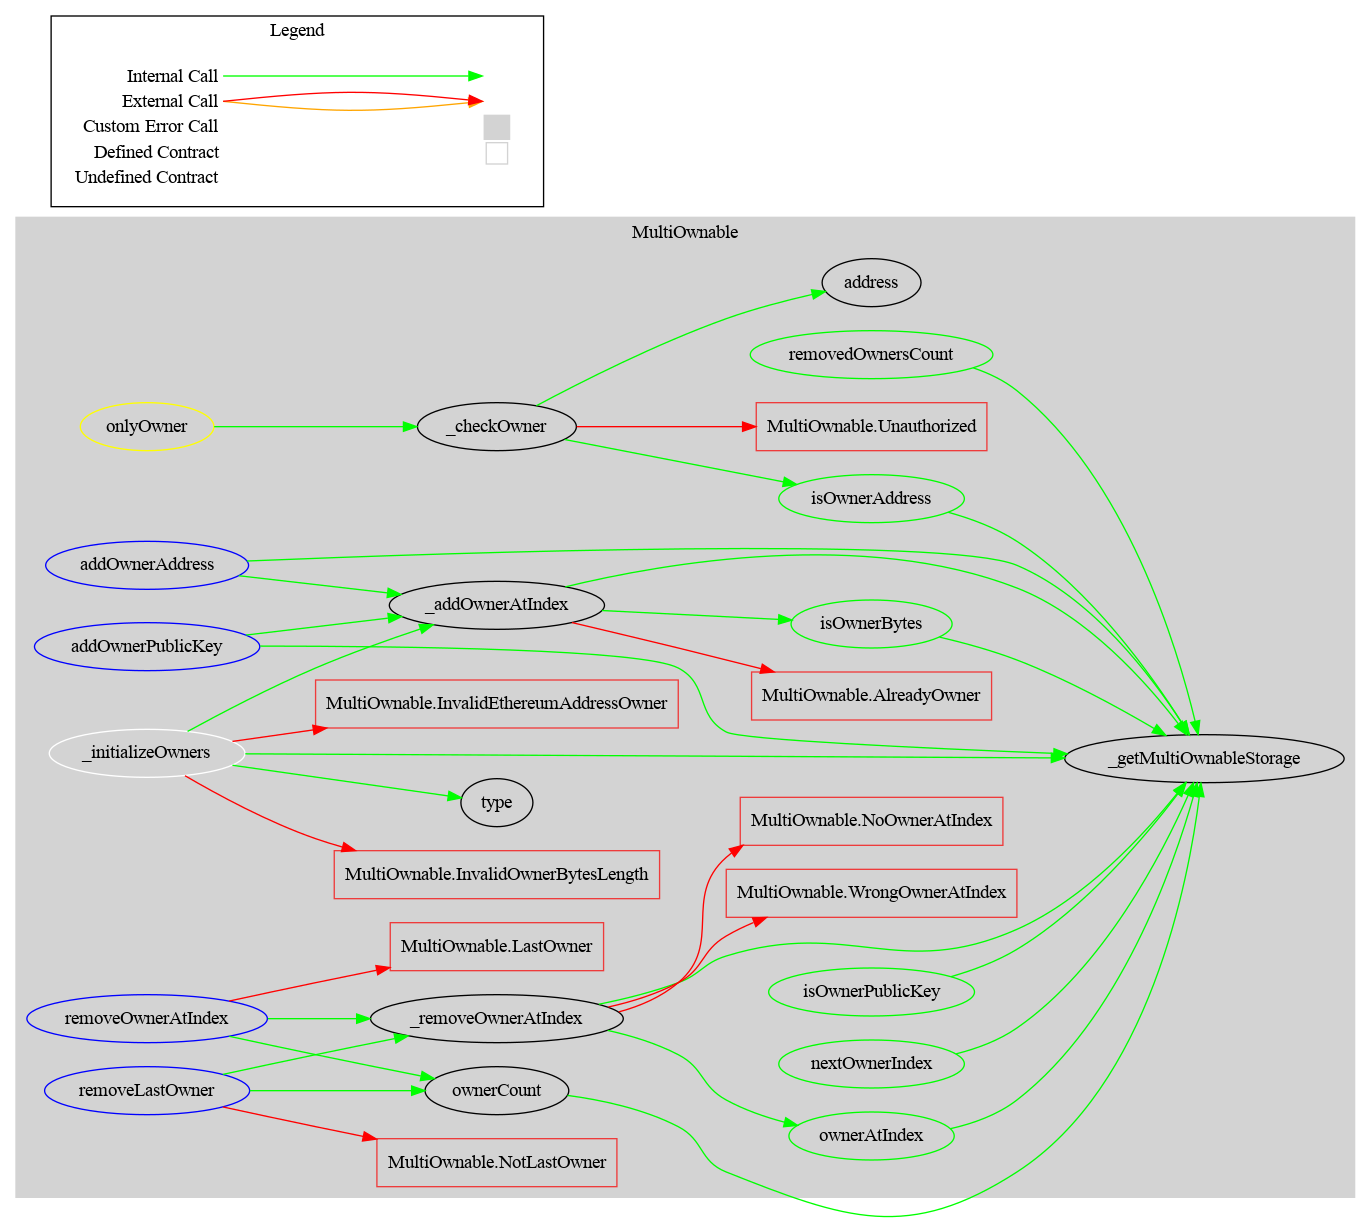 Legend
Internal Call
External Call
Custom Error Call
Defined Contract
Undefined Contract
MultiOwnable
address
removedOwnersCount
onlyOwner
_checkOwner
MultiOwnable.Unauthorized
isOwnerAddress
addOwnerAddress
_addOwnerAtIndex
isOwnerBytes
addOwnerPublicKey
MultiOwnable.AlreadyOwner
MultiOwnable.InvalidEthereumAddressOwner
_initializeOwners
_getMultiOwnableStorage
type
MultiOwnable.NoOwnerAtIndex
MultiOwnable.InvalidOwnerBytesLength
MultiOwnable.WrongOwnerAtIndex
MultiOwnable.LastOwner
isOwnerPublicKey
removeOwnerAtIndex
_removeOwnerAtIndex
nextOwnerIndex
removeLastOwner
ownerCount
ownerAtIndex
MultiOwnable.NotLastOwner